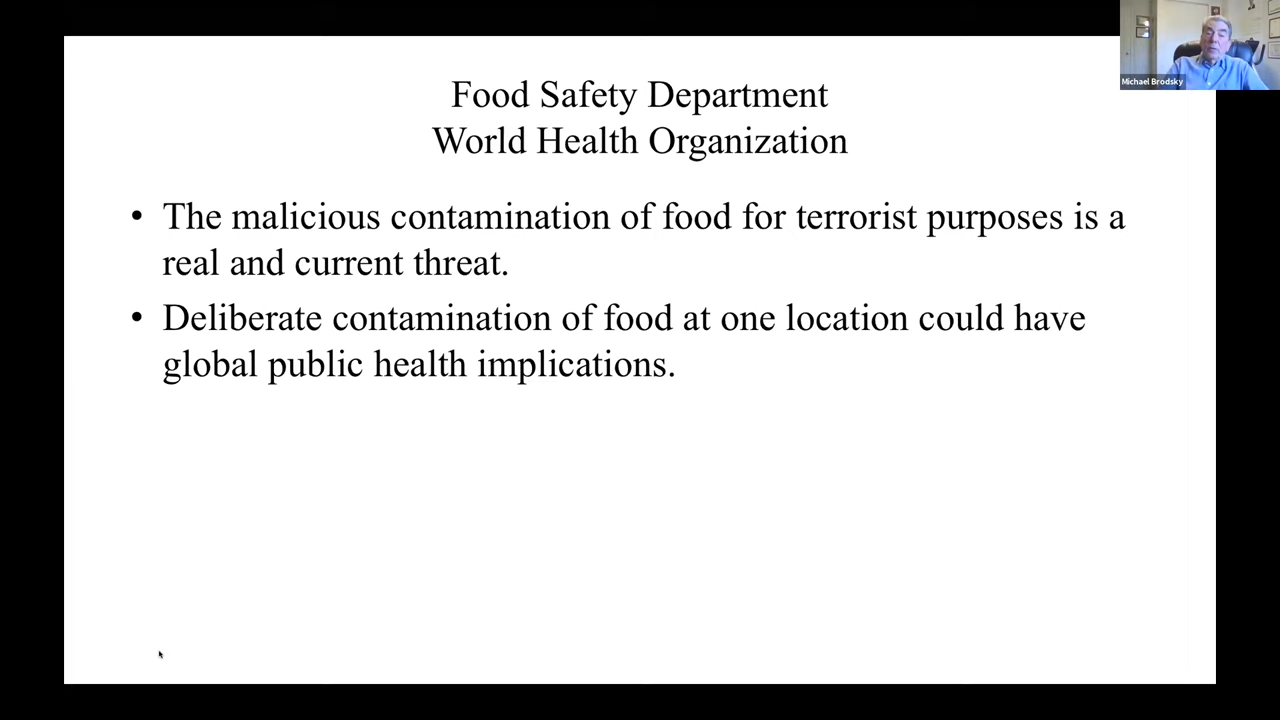 Food Safety Department
World Health Organization
• The malicious contamination of food for terrorist purposes is a
real and current threat.
• Deliberate contamination of food at one location could have
global public health implications.
Michael Brodsky